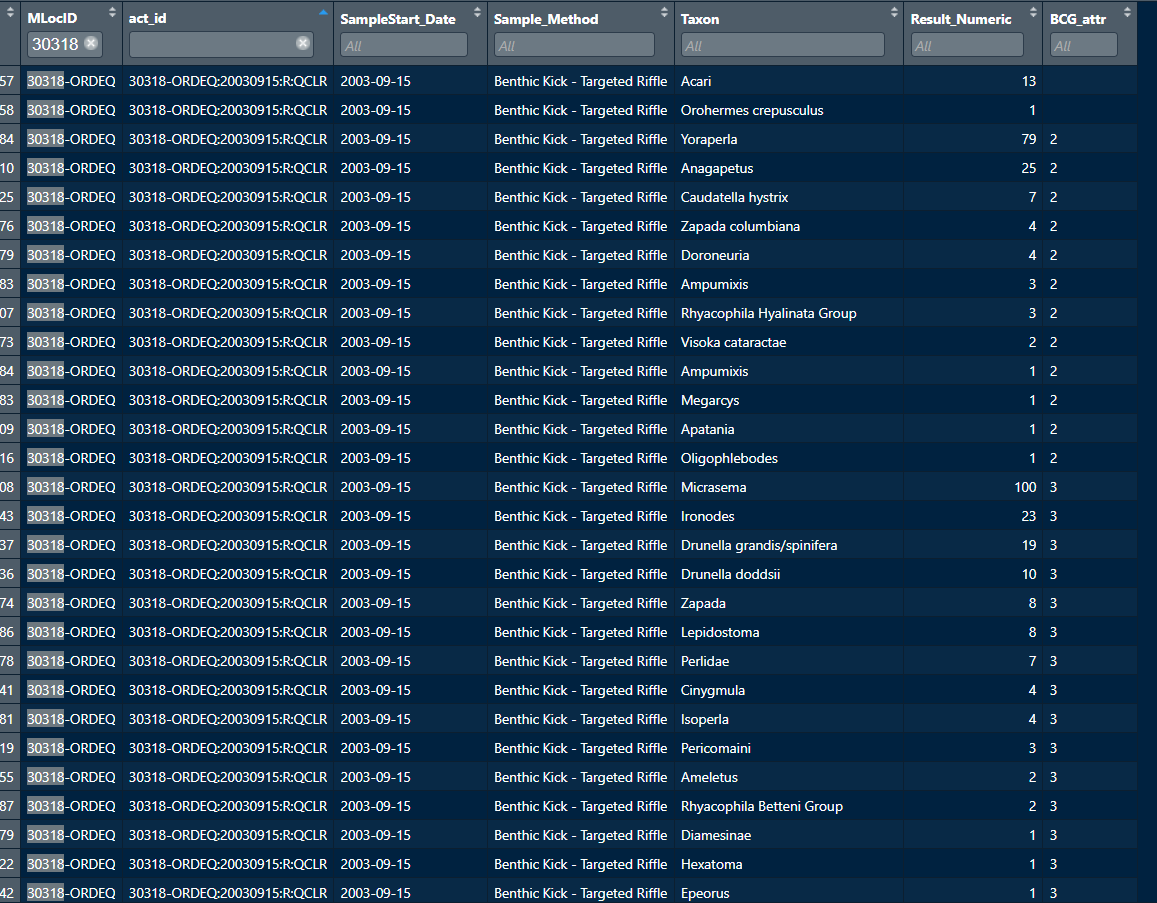 MLocID act_id SampleStart_Date Sample_Method Taxon Result_Numeric BCG_attr
30318 All All All All All
57 30318-ORDEQ 30318-ORDEQ:20030915:R:QCLR 2003-09-15 Benthic Kick - Targeted Riffle Acari 13
58 30318-ORDEQ 30318-ORDEQ:20030915:R:QCLR 2003-09-15 Benthic Kick - Targeted Riffle Orohermes crepusculus 1
84 30318-ORDEQ 30318-ORDEQ:20030915:R:QCLR 2003-09-15 Benthic Kick - Targeted Riffle Yoraperla 79 2
10 30318-ORDEQ 30318-ORDEQ:20030915:R:QCLR 2003-09-15 Benthic Kick - Targeted Riffle Anagapetus 25 2
25 30318-ORDEQ 30318-ORDEQ:20030915:R:QCLR 2003-09-15 Benthic Kick - Targeted Riffle Caudatella hystrix 7 2
76 30318-ORDEQ 30318-ORDEQ:20030915:R:QCLR 2003-09-15 Benthic Kick - Targeted Riffle Zapada columbiana 4 2
79 30318-ORDEQ 30318-ORDEQ:20030915:R:QCLR 2003-09-15 Benthic Kick - Targeted Riffle Doroneuria 4 2
83 30318-ORDEQ 30318-ORDEQ:20030915:R:QCLR 2003-09-15 Benthic Kick - Targeted Riffle Ampumixis 3 2
07 30318-ORDEQ 30318-ORDEQ:20030915:R:QCLR 2003-09-15 Benthic Kick - Targeted Riffle Rhyacophila Hyalinata Group 3 2
73 30318-ORDEQ 30318-ORDEQ:20030915:R:QCLR 2003-09-15 Benthic Kick - Targeted Riffle Visoka cataractae 2 2
84 30318-ORDEQ 30318-ORDEQ:20030915:R:QCLR 2003-09-15 Benthic Kick - Targeted Riffle Ampumixis 1 2
83 30318-ORDEQ 30318-ORDEQ:20030915:R:QCLR 2003-09-15 Benthic Kick - Targeted Riffle Megarcys 1 2
09 30318-ORDEQ 30318-ORDEQ:20030915:R:QCLR 2003-09-15 Benthic Kick - Targeted Riffle Apatania 1 2
16 30318-ORDEQ 30318-ORDEQ:20030915:R:QCLR 2003-09-15 Benthic Kick - Targeted Riffle Oligophlebodes 1 2
08 30318-ORDEQ 30318-ORDEQ:20030915:R:QCLR 2003-09-15 Benthic Kick - Targeted Riffle Micrasema 100 3
43 30318-ORDEQ 30318-ORDEQ:20030915:R:QCLR 2003-09-15 Benthic Kick - Targeted Riffle Ironodes 23 3
37 30318-ORDEQ 30318-ORDEQ:20030915:R:QCLR 2003-09-15 Benthic Kick - Targeted Riffle Drunella grandis/spinifera 19 3
36 30318-ORDEQ 30318-ORDEQ:20030915:R:QCLR 2003-09-15 Benthic Kick - Targeted Riffle Drunella doddsii 10 3
74 30318-ORDEQ 30318-ORDEQ:20030915:R:QCLR 2003-09-15 Benthic Kick - Targeted Riffle Zapada 8 3
86 30318-ORDEQ 30318-ORDEQ:20030915:R:QCLR 2003-09-15 Benthic Kick - Targeted Riffle Lepidostoma 8 3
78 30318-ORDEQ 30318-ORDEQ:20030915:R:QCLR 2003-09-15 Benthic Kick - Targeted Riffle Perlidae 7 3
41 30318-ORDEQ 30318-ORDEQ:20030915:R:QCLR 2003-09-15 Benthic Kick - Targeted Riffle Cinygmula 4 3
81 30318-ORDEQ 30318-ORDEQ:20030915:R:QCLR 2003-09-15 Benthic Kick - Targeted Riffle Isoperla 4 3
19 30318-ORDEQ 30318-ORDEQ:20030915:R:QCLR 2003-09-15 Benthic Kick - Targeted Riffle Pericomaini 3 3
55 30318-ORDEQ 30318-ORDEQ:20030915:R:QCLR 2003-09-15 Benthic Kick - Targeted Riffle Ameletus 2 3
87 30318-ORDEQ 30318-ORDEQ:20030915:R:QCLR 2003-09-15 Benthic Kick - Targeted Riffle Rhyacophila Betteni Group 2 3
79 30318-ORDEQ 30318-ORDEQ:20030915:R:QCLR 2003-09-15 Benthic Kick - Targeted Riffle Diamesinae 1 3
22 30318-ORDEQ 30318-ORDEQ:20030915:R:QCLR 2003-09-15 Benthic Kick - Targeted Riffle Hexatoma 1 3
42 30318-ORDEQ 30318-ORDEQ:20030915:R:QCLR 2003-09-15 Benthic Kick - Targeted Riffle Epeorus 1 3